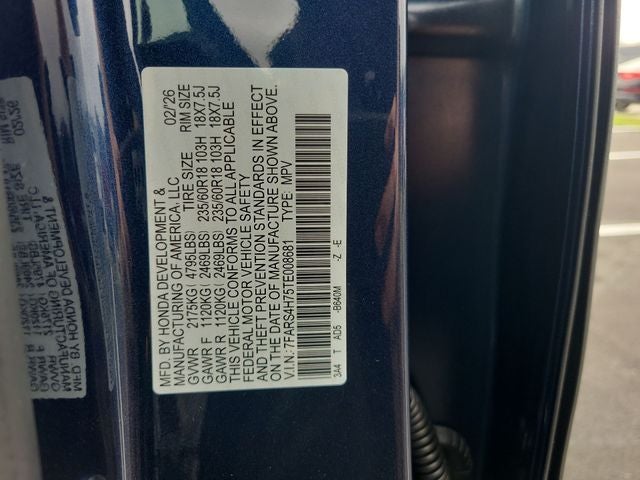 MFD. BY HONDA DEVELOPMENT & 02/'26
MANUFACTURING OF AMERICA, LLC
GVWR 2175KG( 4795LBS) TIRE SIZE RIM SIZE
GAWR F 1120KG( 2469LBS) 235/60R18 103H 18X7.5J
GAWR R 1120KG( 2469LBS) 235/60R18 103H 18X7.5J
THIS VEHICLE CONFORMS TO ALL APPLICABLE
FEDERAL MOTOR VEHICLE SAFETY
AND THEFT PREVENTION STANDARDS IN EFFECT
ON THE DATE OF MANUFACTURE SHOWN ABOVE.
V.I.N.: 7FARS4H75TE008681 TYPE: MPV
3A4 T AD5 -B640M -Z -E